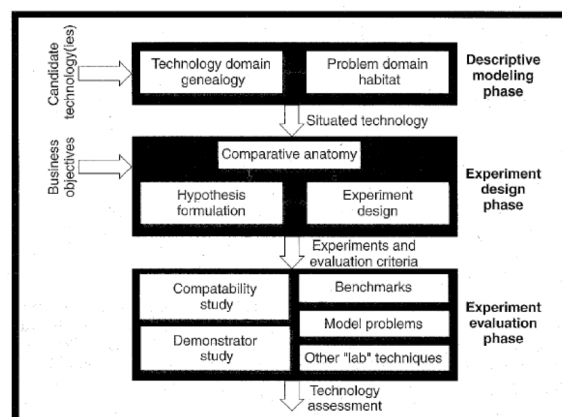 Candidate
technology(ies)
Technology domain
genealogy
Problem domain
habitat
Descriptive
modeling
phase
Situated technology
Business
objectives
Comparative anatomy
Hypothesis
formulation
Experiment
design
Experiment
design
phase
Experiments and
evaluation criteria
Compatability
study
Demonstrator
study
Benchmarks
Model problems
Other "lab" techniques
Experiment
evaluation
phase
Technology
assessment